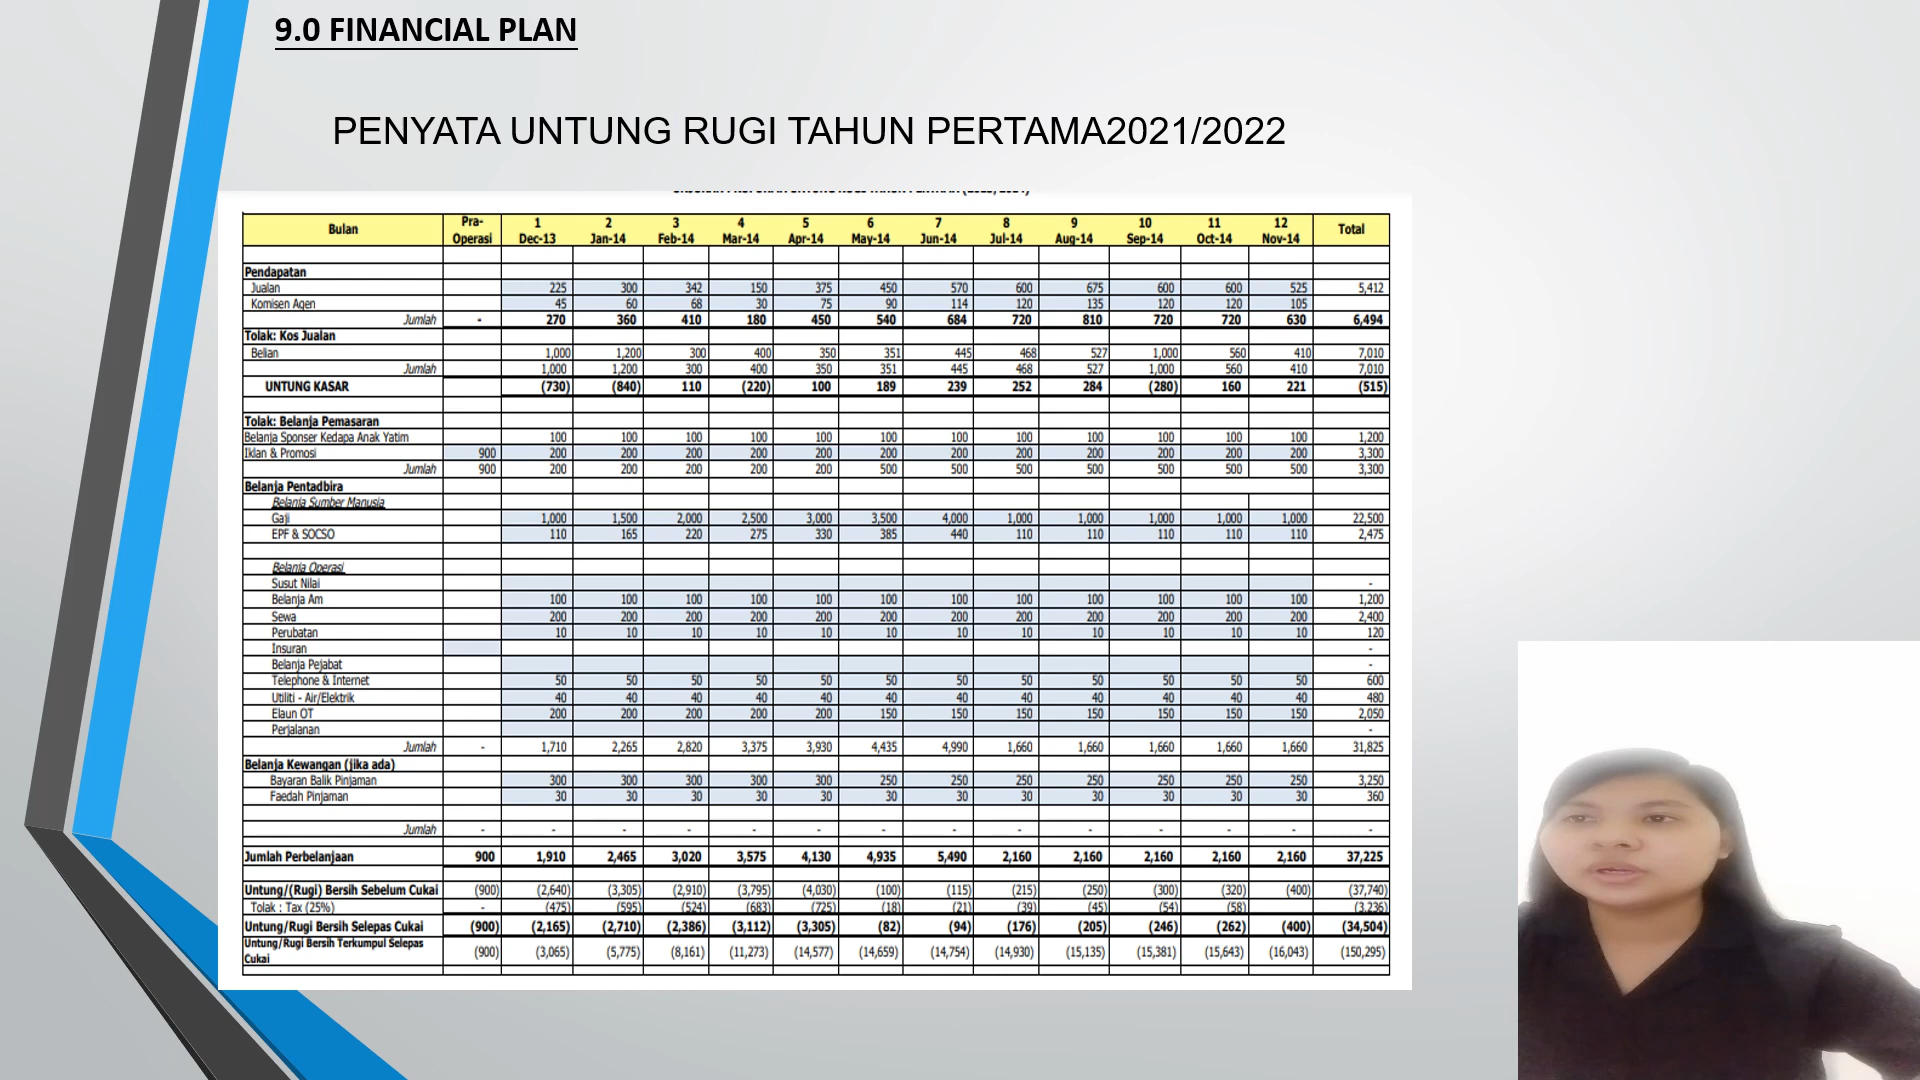 9.0 FINANCIAL PLAN
PENYATA UNTUNG RUGI TAHUN PERTAMA2021/2022
Bulan Pra-Operasi 1 Dec-13 2 Jan-14 3 Feb-14 4 Mar-14 5 Apr-14 6 May-14 7 Jun-14 8 Jul-14 9 Aug-14 10 Sep-14 11 Oct-14 12 Nov-14 Total
Pendapatan
Jualan 225 300 342 150 375 450 570 600 675 600 600 525 5,412
Komisen Agen 45 60 68 30 75 90 114 120 135 120 120 105
Jumlah - 270 360 410 180 450 540 684 720 810 720 720 630 6,494
Tolak: Kos Jualan
Belian 1,000 1,200 300 400 350 351 445 468 527 1,000 560 410 7,010
Jumlah 1,000 1,200 300 400 350 351 445 468 527 1,000 560 410 7,010
UNTUNG KASAR (730) (840) 110 (220) 100 189 239 252 284 (280) 160 221 (515)
Tolak: Belanja Pemasaran
Belanja Sponser Kedapa Anak Yatim 100 100 100 100 100 100 100 100 100 100 100 100 1,200
Iklan & Promosi 900 200 200 200 200 200 200 200 200 200 200 200 200 3,300
Jumlah 900 200 200 200 200 200 500 500 500 500 500 500 500 3,300
Belanja Pentadbira
Belanja Sumber Manusia
Gaji 1,000 1,500 2,000 2,500 3,000 3,500 4,000 1,000 1,000 1,000 1,000 1,000 22,500
EPF & SOCSO 110 165 220 275 330 385 440 110 110 110 110 110 2,475
Belanja Operasi
Susut Nilai -
Belanja Am 100 100 100 100 100 100 100 100 100 100 100 100 1,200
Sewa 200 200 200 200 200 200 200 200 200 200 200 200 2,400
Perubatan 10 10 10 10 10 10 10 10 10 10 10 10 120
Insuran -
Belanja Pejabat -
Telephone & Internet 50 50 50 50 50 50 50 50 50 50 50 50 600
Utiliti - Air/Elektrik 40 40 40 40 40 40 40 40 40 40 40 40 480
Elaun OT 200 200 200 200 200 150 150 150 150 150 150 150 2,050
Perjalanan -
Jumlah - 1,710 2,265 2,820 3,375 3,930 4,435 4,990 1,660 1,660 1,660 1,660 1,660 31,825
Belanja Kewangan (jika ada)
Bayaran Balik Pinjaman 300 300 300 300 300 250 250 250 250 250 250 250 3,250
Faedah Pinjaman 30 30 30 30 30 30 30 30 30 30 30 30 360
Jumlah - - - - - - - - - - - - - -
Jumlah Perbelanjaan 900 1,910 2,465 3,020 3,575 4,130 4,935 5,490 2,160 2,160 2,160 2,160 2,160 37,225
Untung/(Rugi) Bersih Sebelum Cukai (900) (2,640) (3,305) (2,910) (3,795) (4,030) (100) (115) (215) (250) (300) (320) (400) (37,740)
Tolak : Tax (25%) - (475) (595) (524) (683) (725) (18) (21) (39) (45) (54) (58) (3,236)
Untung/Rugi Bersih Selepas Cukai (900) (2,165) (2,710) (2,386) (3,112) (3,305) (82) (94) (176) (205) (246) (262) (400) (34,504)
Untung/Rugi Bersih Terkumpul Selepas Cukai (900) (3,065) (5,775) (8,161) (11,273) (14,577) (14,659) (14,754) (14,930) (15,135) (15,381) (15,643) (16,043) (150,295)